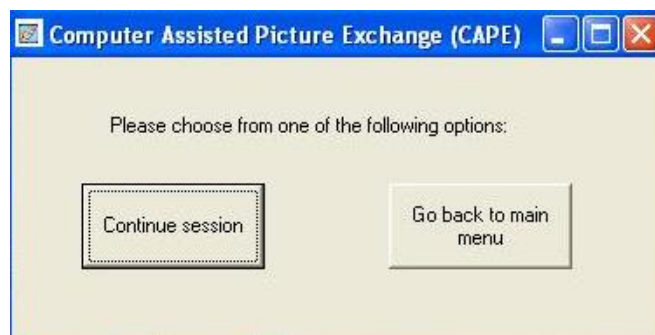 Computer Assisted Picture Exchange (CAPE)
Please choose from one of the following options:
Continue session
Go back to main
menu